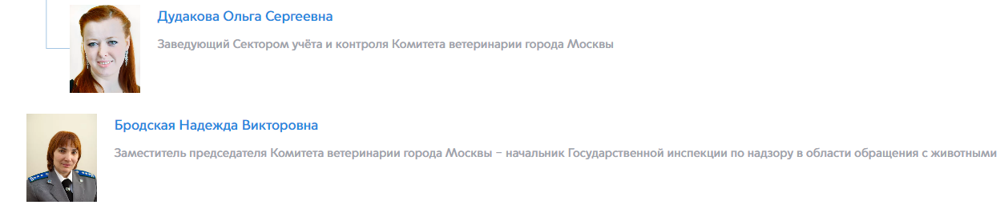 Дудакова Ольга Сергеевна
Заведующий Сектором учёта и контроля Комитета ветеринарии города Москвы
Бродская Надежда Викторовна
Заместитель председателя Комитета ветеринарии города Москвы – начальник Государственной инспекции по надзору в области обращения с животными